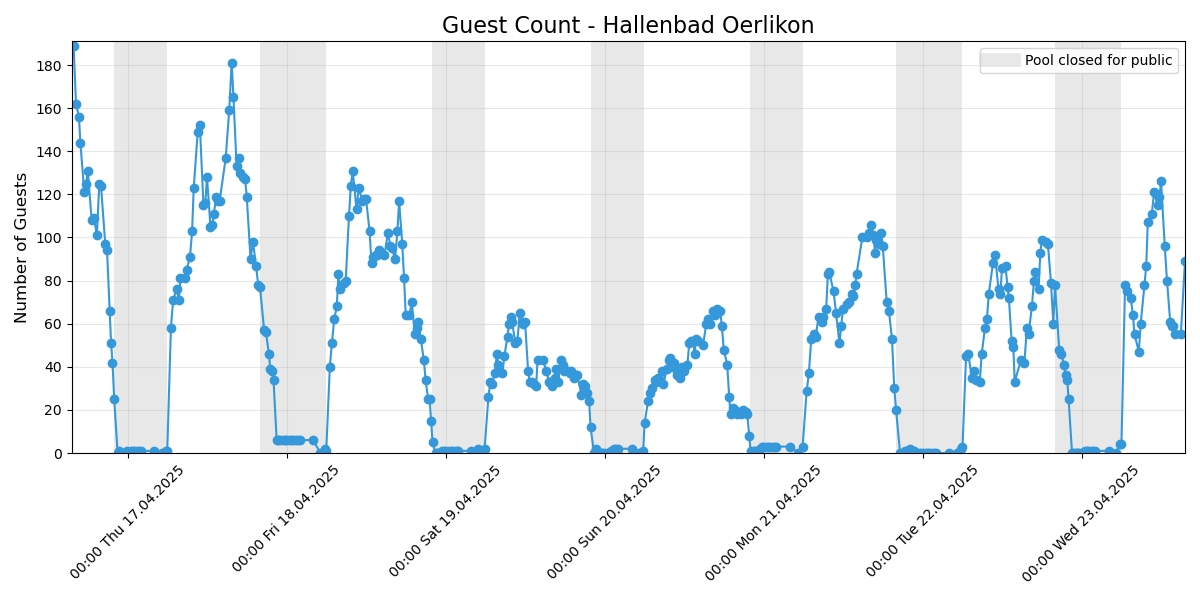 Guest Count - Hallenbad Oerlikon
Pool closed for public
Number of Guests
180
160
140
120
100
80
60
40
20
0
00:00 Thu 17.04.2025
00:00 Fri 18.04.2025
00:00 Sat 19.04.2025
00:00 Sun 20.04.2025
00:00 Mon 21.04.2025
00:00 Tue 22.04.2025
00:00 Wed 23.04.2025